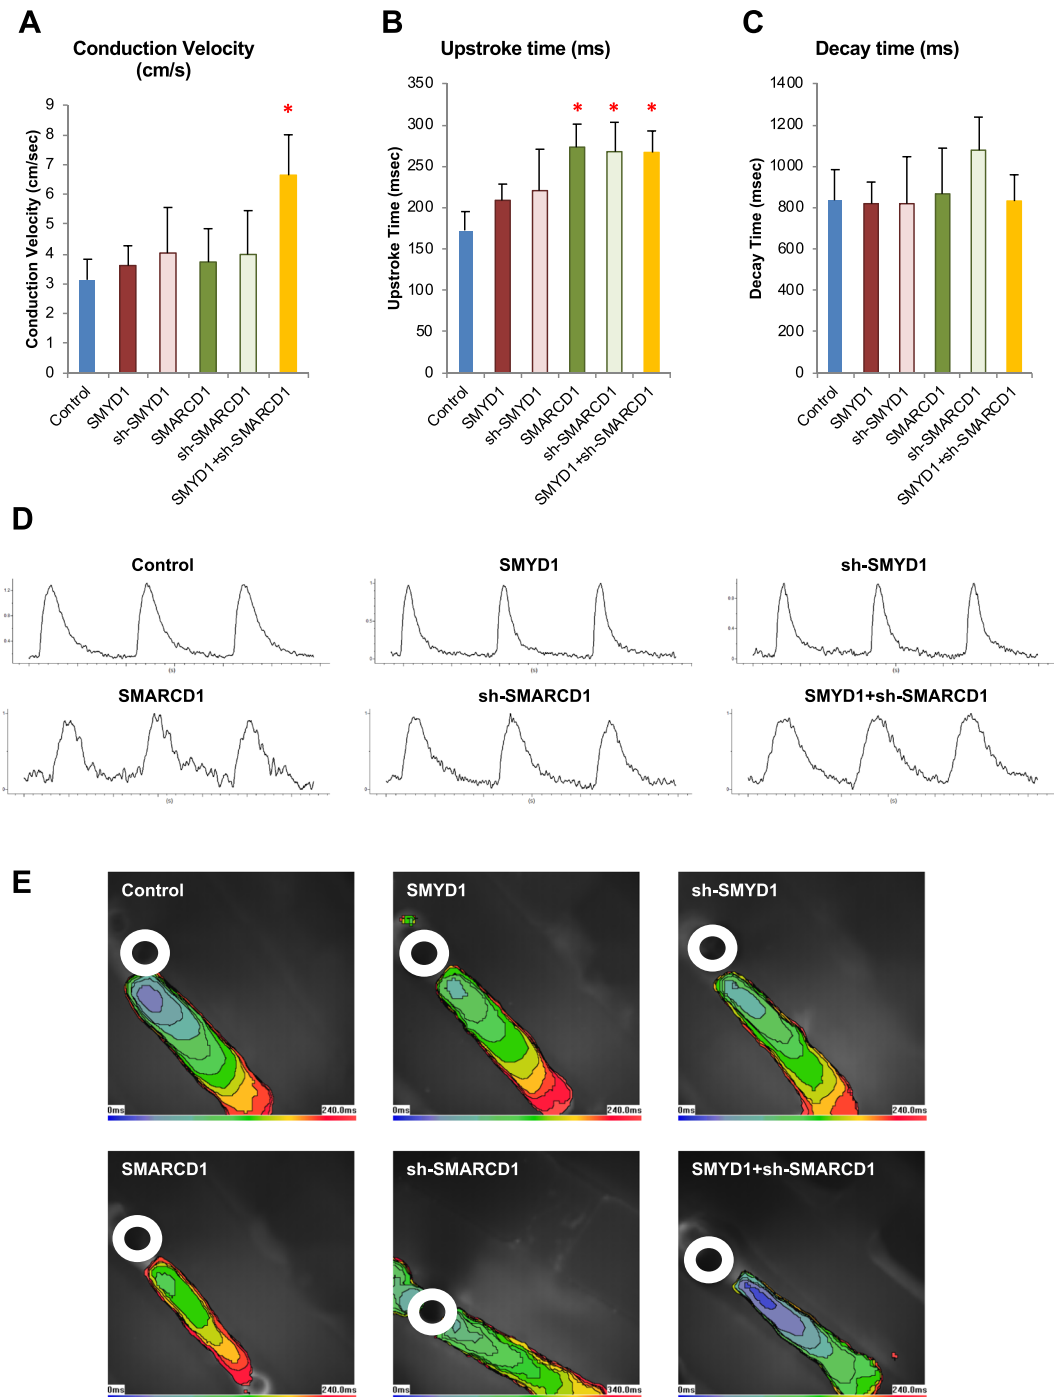 A
B
C
Conduction Velocity
(cm/s)
Upstroke time (ms)
Decay time (ms)
Conduction Velocity (cm/sec)
9
8
7
6
5
4
3
2
1
0
Control
SMYD1
sh-SMYD1
SMARCD1
sh-SMARCD1
SMYD1+sh-SMARCD1
*
Upstroke Time (msec)
350
300
250
200
150
100
50
0
Control
SMYD1
sh-SMYD1
SMARCD1
sh-SMARCD1
SMYD1+sh-SMARCD1
* * *
Decay Time (msec)
1400
1200
1000
800
600
400
200
0
Control
SMYD1
sh-SMYD1
SMARCD1
sh-SMARCD1
SMYD1+sh-SMARCD1
D
Control
SMYD1
sh-SMYD1
(s)
(s)
(s)
SMARCD1
sh-SMARCD1
SMYD1+sh-SMARCD1
(s)
(s)
(s)
E
Control
0ms 240.0ms
SMYD1
0ms 240.0ms
sh-SMYD1
0ms 240.0ms
SMARCD1
0ms 240.0ms
sh-SMARCD1
0ms 340.0ms
SMYD1+sh-SMARCD1
0ms 240.0ms